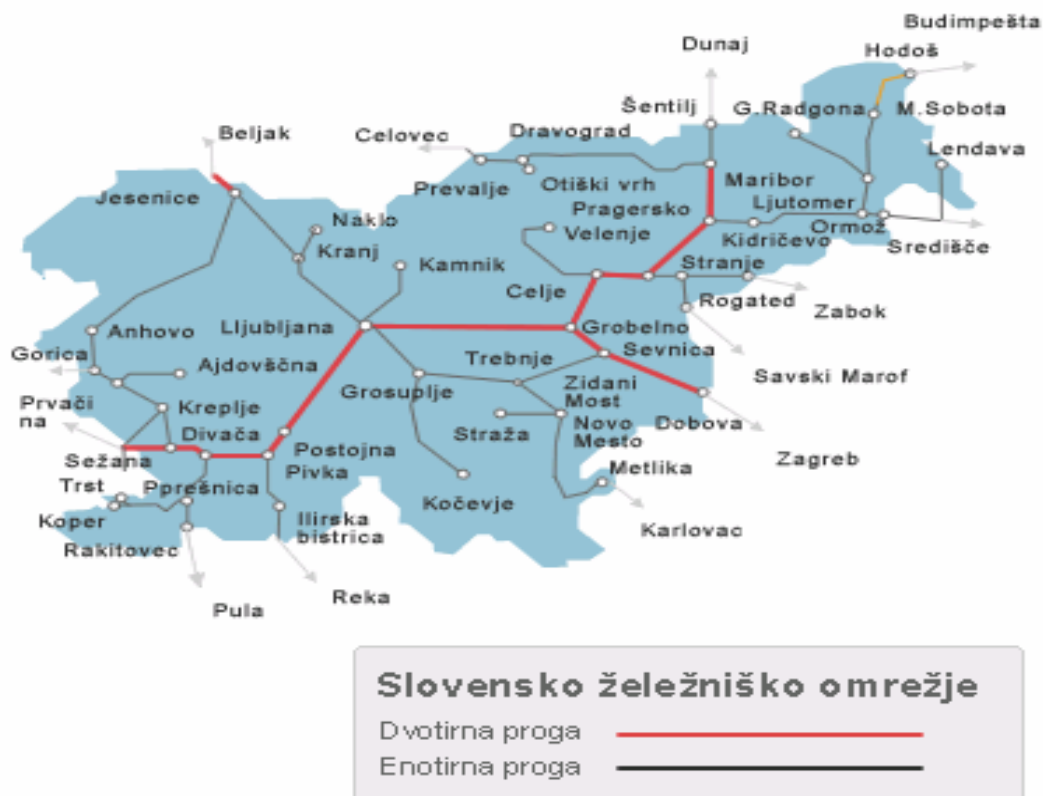 Budimpešta
Dunaj
Hodoš
Šentilj
G.Radgona
M.Sobota
Beljak
Celovec
Dravograd
Lendava
Prevalje
Otiški vrh
Maribor
Jesenice
Pragersko
Ljutomer
Naklo
Velenje
Kidričevo
Ormož
Središče
Kranj
Kamnik
Stranje
Celje
Rogated
Zabok
Anhovo
Lljubljana
Grobelno
Gorica
Ajdovščna
Trebnje
Sevnica
Grosuplje
Zidani
Most
Savski Marof
Prvači
na
Kreplje
Divača
Straža
Novo
Mesto
Dobova
Sežana
Postojna
Pivka
Metlika
Zagreb
Trst
Pprešnica
Kočevje
Koper
Ilirska
bistrica
Karlovac
Rakitovec
Pula
Reka
Slovensko želežniško omrežje
Dvotirna proga
Enotirna proga